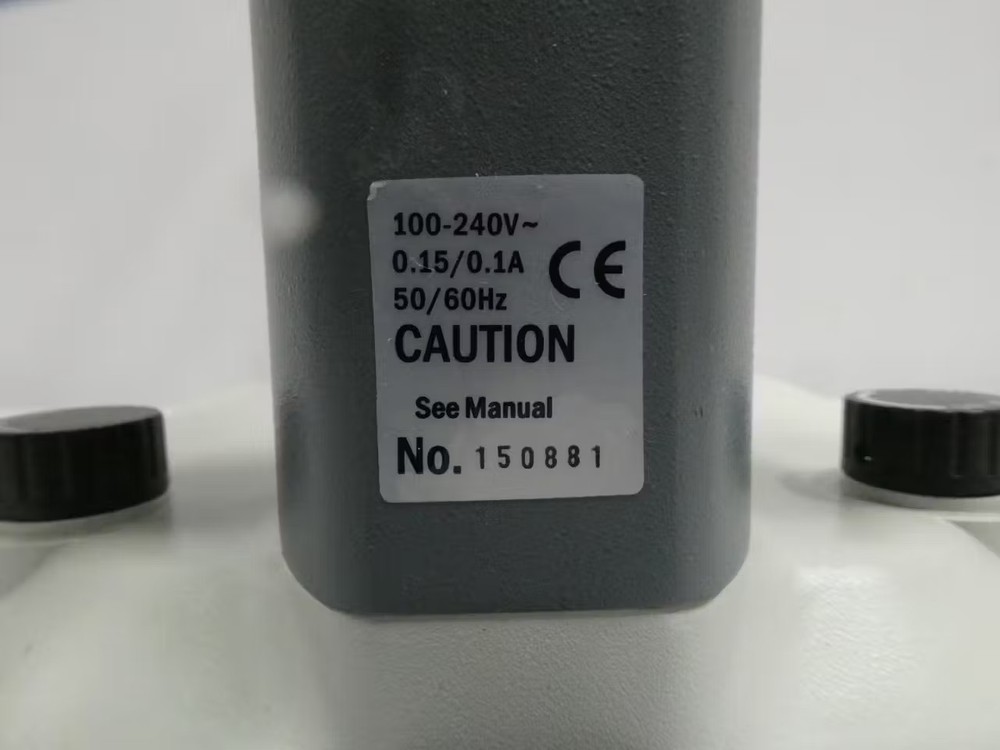 100-240V~
0.15/0.1A CE
50/60Hz
CAUTION
See Manual
No. 150881